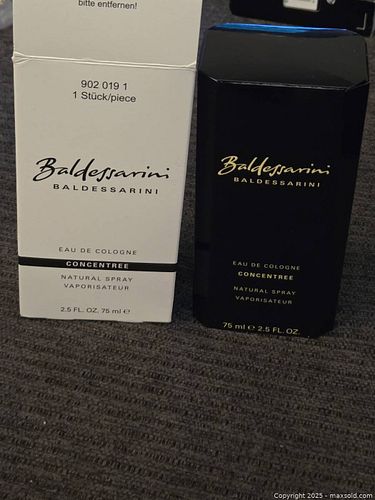 bitte entfernen!
902 019 1
1 Stück/piece
Baldessarini
BALDESSARINI
EAU DE COLOGNE
CONCENTREE
NATURAL SPRAY
VAPORISATEUR
2.5 FL. OZ. 75 ml ℮
Baldessarini
BALDESSARINI
EAU DE COLOGNE
CONCENTREE
NATURAL SPRAY
VAPORISATEUR
75 ml ℮ 2.5 FL.OZ.
Copyright 2025 - maxsold.com